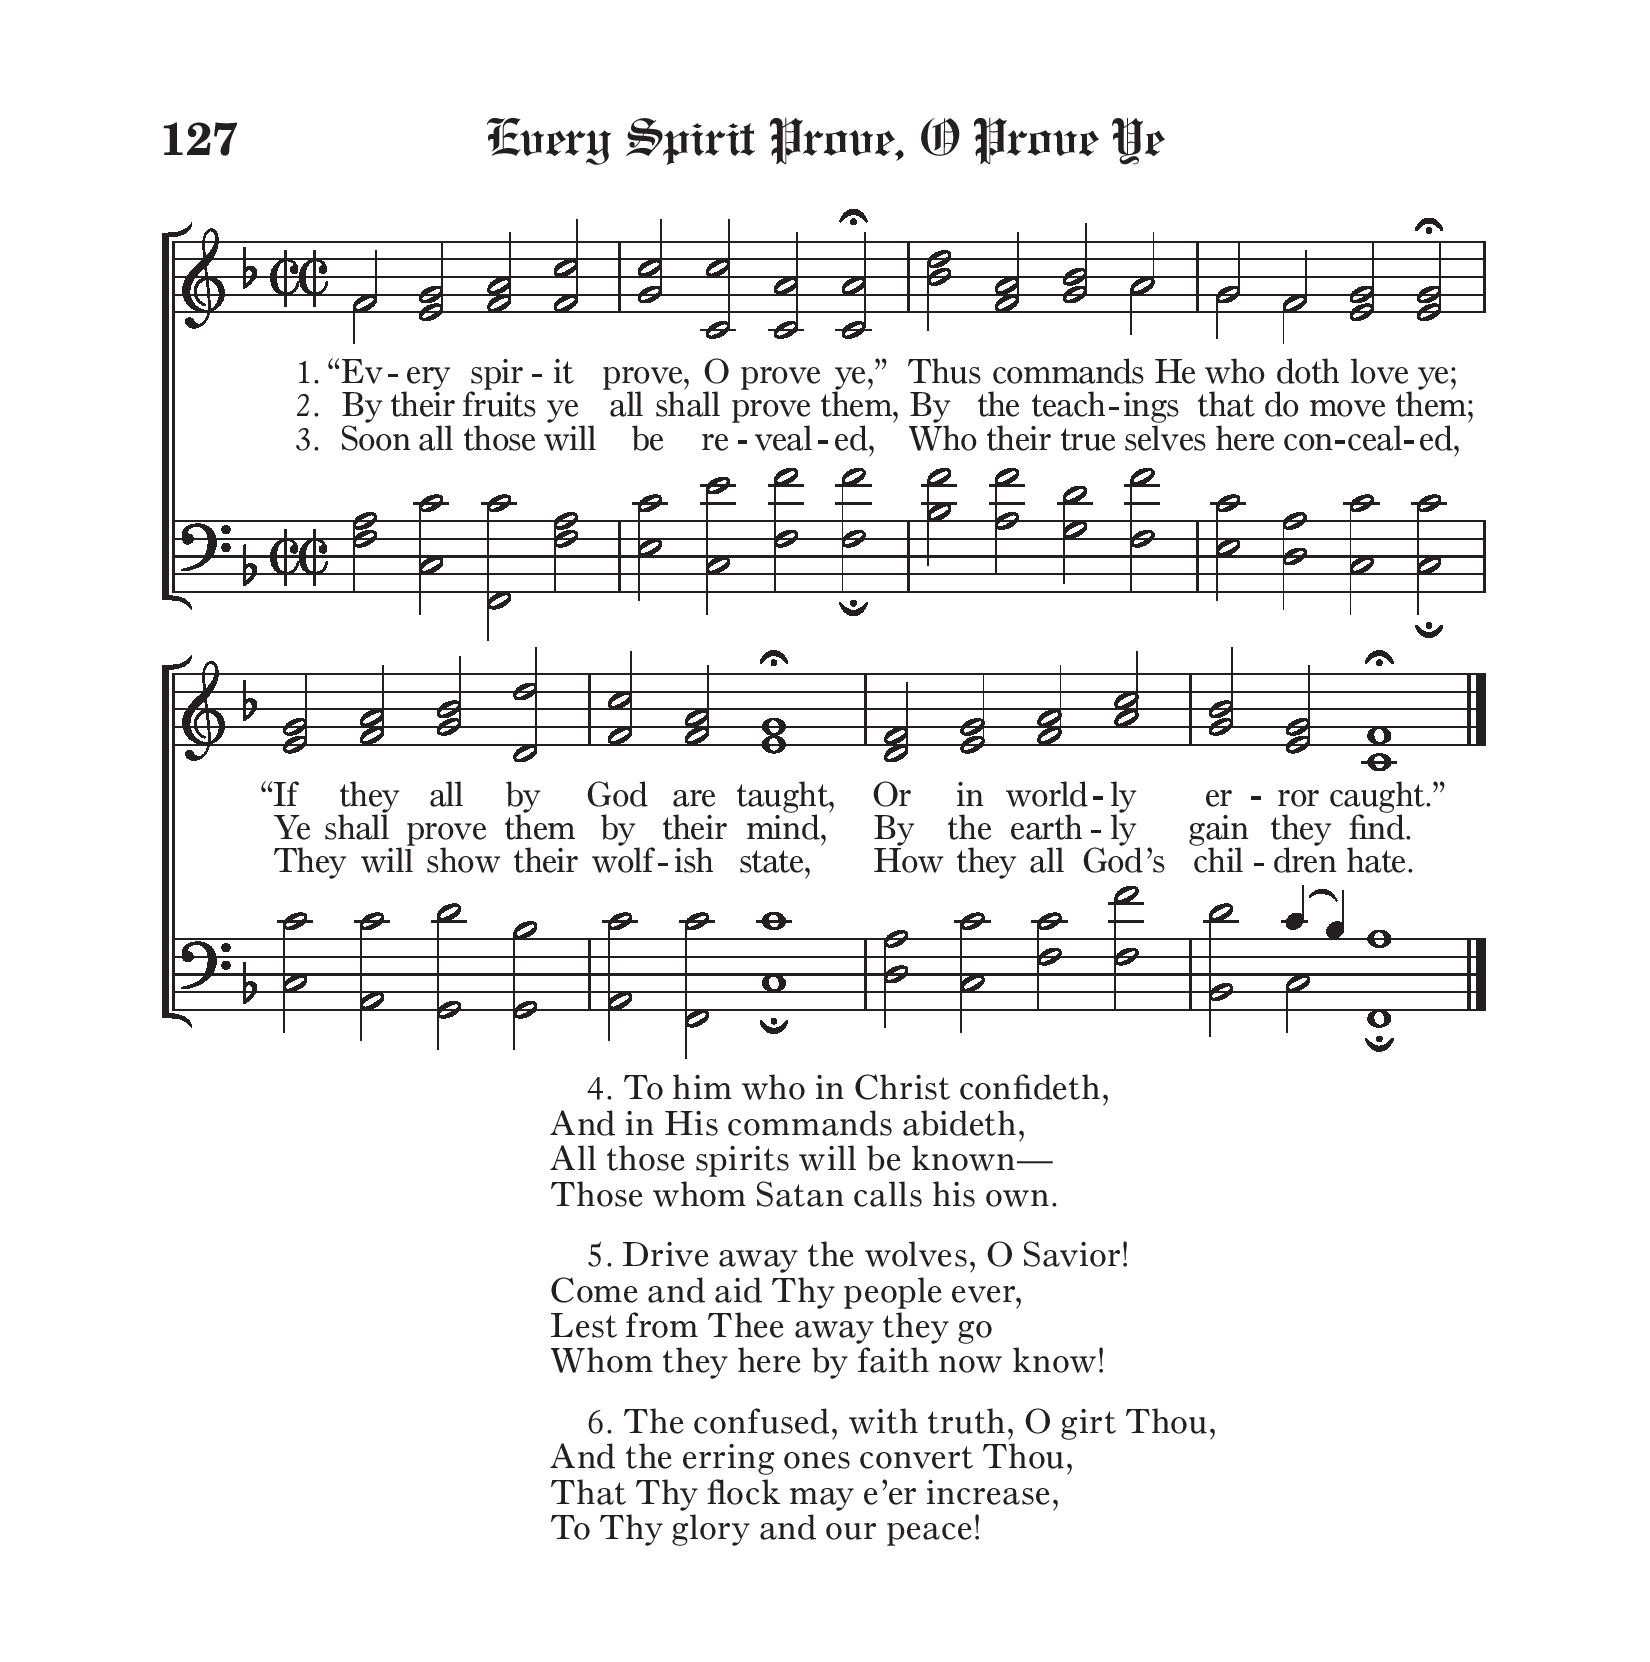 127 Every Spirit Prove, O Prove Ye
1. “Ev - ery spir - it prove, O prove ye,” Thus commands He who doth love ye;
2. By their fruits ye all shall prove them, By the teach - ings that do move them;
3. Soon all those will be re - veal - ed, Who their true selves here con - ceal - ed,
“If they all by God are taught, Or in world - ly er - ror caught.”
Ye shall prove them by their mind, By the earth - ly gain they find.
They will show their wolf - ish state, How they all God’s chil - dren hate.
4. To him who in Christ confideth,
And in His commands abideth,
All those spirits will be known—
Those whom Satan calls his own.
5. Drive away the wolves, O Savior!
Come and aid Thy people ever,
Lest from Thee away they go
Whom they here by faith now know!
6. The confused, with truth, O girt Thou,
And the erring ones convert Thou,
That Thy flock may e’er increase,
To Thy glory and our peace!